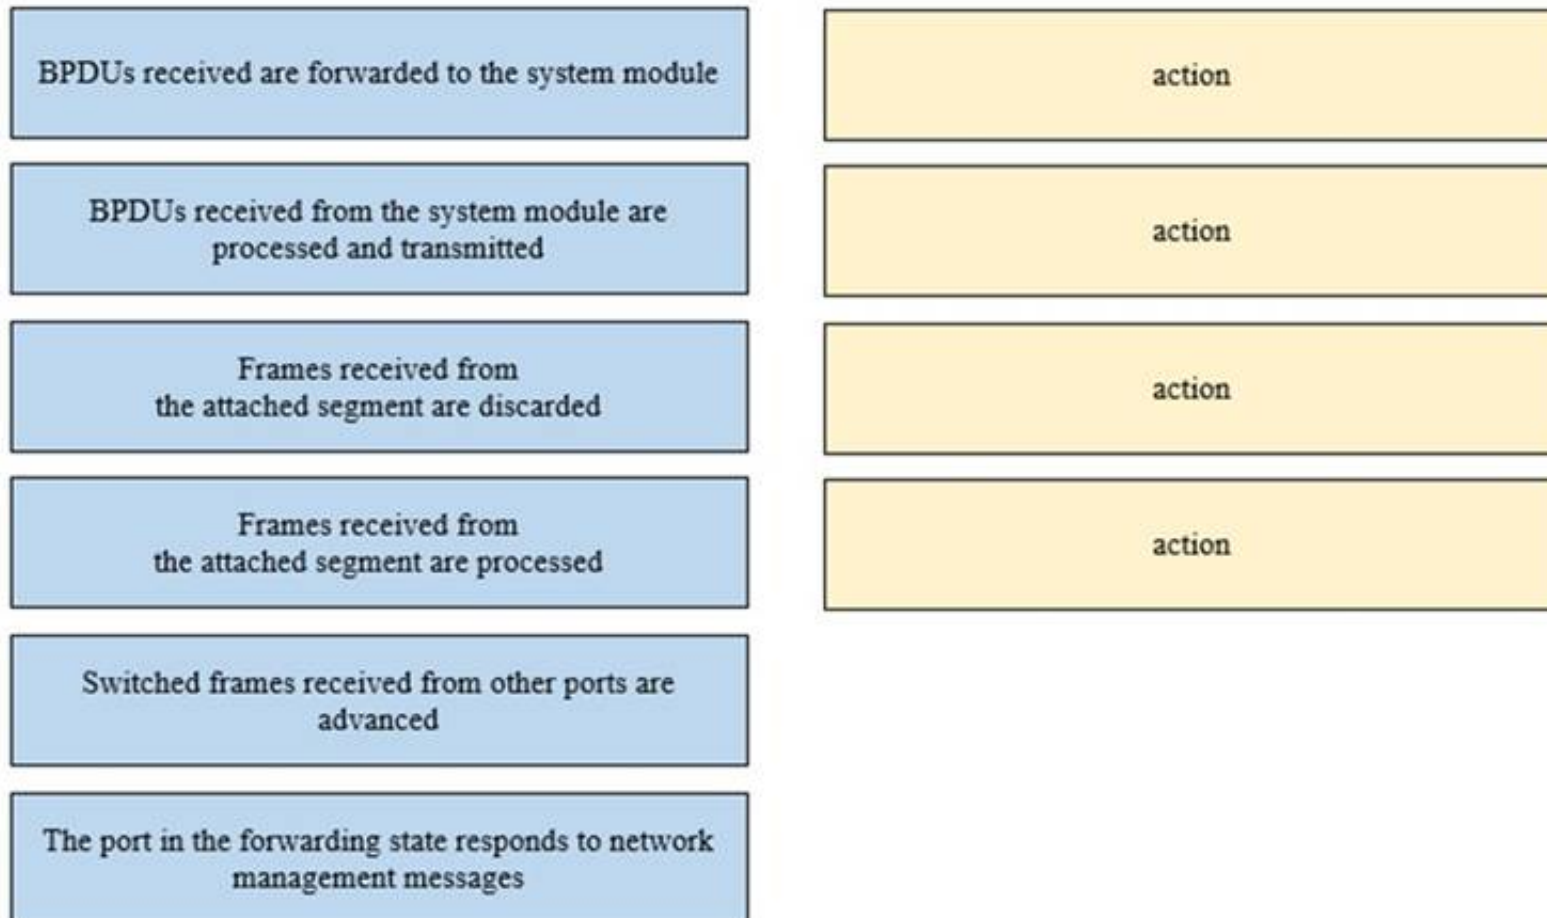 BPDUs received are forwarded to the system module
action
BPDUs received from the system module are
processed and transmitted
action
Frames received from
the attached segment are discarded
action
Frames received from
the attached segment are processed
action
Switched frames received from other ports are
advanced
The port in the forwarding state responds to network
management messages